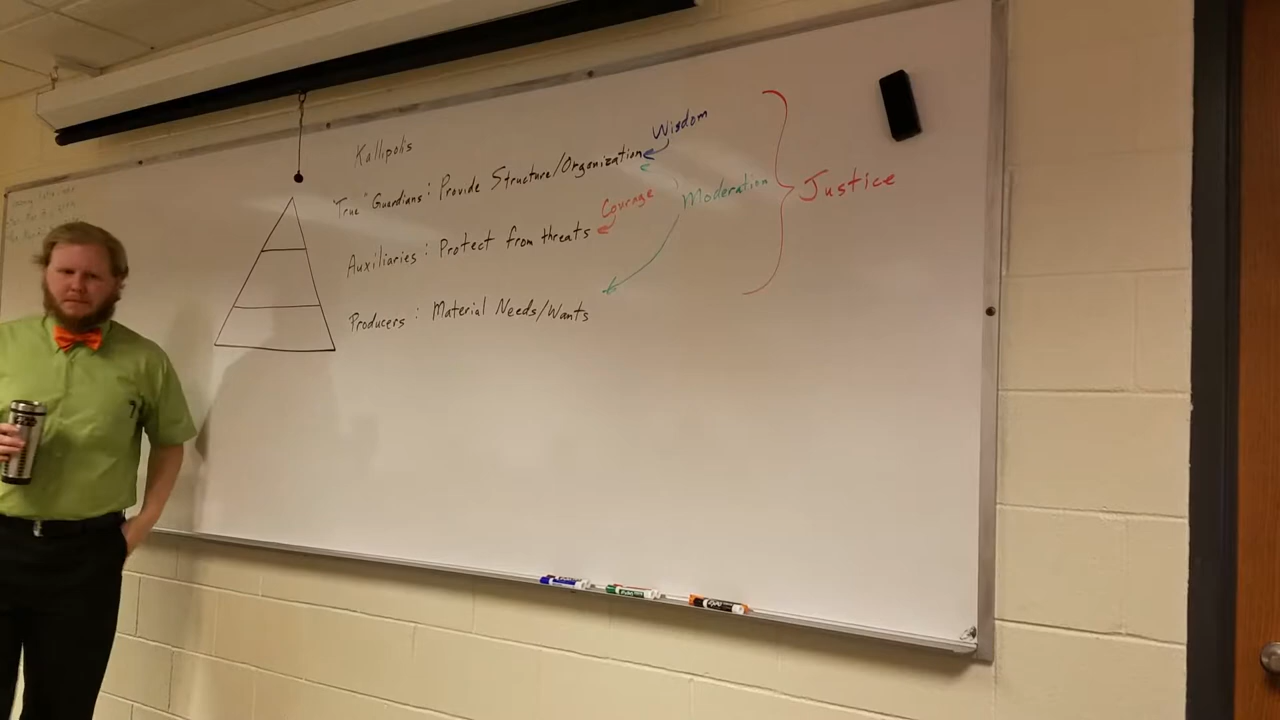 Kallipolis
Wisdom
"True" Guardians: Provide Structure/Organization
Courage
Moderation
Justice
Auxiliaries: Protect from threats
Producers: Material Needs/Wants